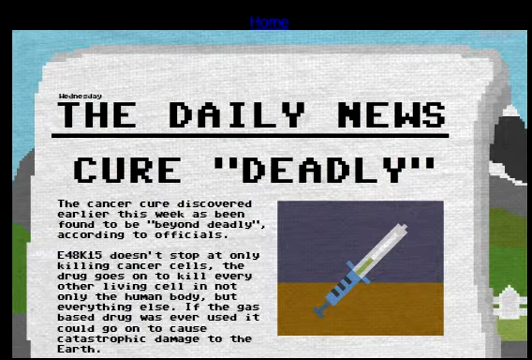 Home
Wednesday
THE DAILY NEWS
CURE "DEADLY"
The cancer cure discovered
earlier this week as been
found to be "beyond deadly",
according to officials.
E48K15 doesn't stop at only
killing cancer cells, the
drug goes on to kill every
other living cell in not
only the human body, but
everything else. If the gas
based drug was ever used it
could go on to cause
catastrophic damage to the
Earth.